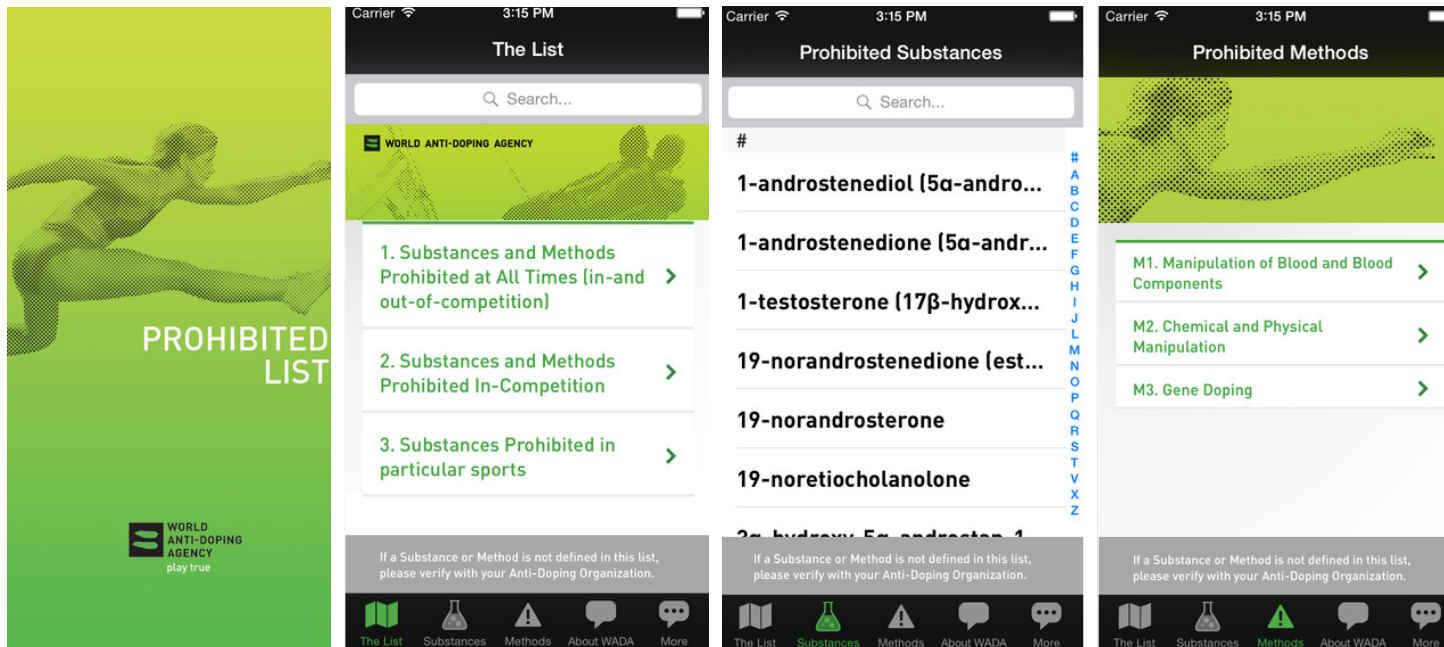 PROHIBITED
LIST
WORLD
ANTI-DOPING
AGENCY
play true
Carrier 3:15 PM
The List
Search...
WORLD ANTI-DOPING AGENCY
1. Substances and Methods
Prohibited at All Times (in-and
out-of-competition)
2. Substances and Methods
Prohibited In-Competition
3. Substances Prohibited in
particular sports
If a Substance or Method is not defined in this list,
please verify with your Anti-Doping Organization.
The List Substances Methods About WADA More
Carrier 3:15 PM
Prohibited Substances
Search...
#
1-androstenediol (5α-andro...
1-androstenedione (5α-andr...
1-testosterone (17β-hydrox...
19-norandrostenedione (est...
19-norandrosterone
19-noretiocholanolone
#
A
B
C
D
E
F
G
H
I
J
L
M
N
O
P
Q
R
S
T
V
X
Z
If a Substance or Method is not defined in this list,
please verify with your Anti-Doping Organization.
The List Substances Methods About WADA More
Carrier 3:15 PM
Prohibited Methods
M1. Manipulation of Blood and Blood
Components
M2. Chemical and Physical
Manipulation
M3. Gene Doping
If a Substance or Method is not defined in this list,
please verify with your Anti-Doping Organization.
The List Substances Methods About WADA More